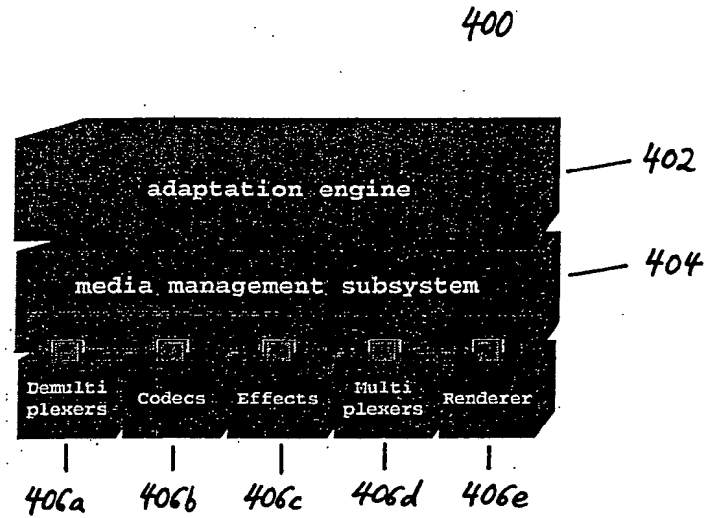 400
adaptation engine
402
media management subsystem
404
Demulti
plexers
Codecs
Effects
Multi
plexers
Renderer
406a
406b
406c
406d
406e